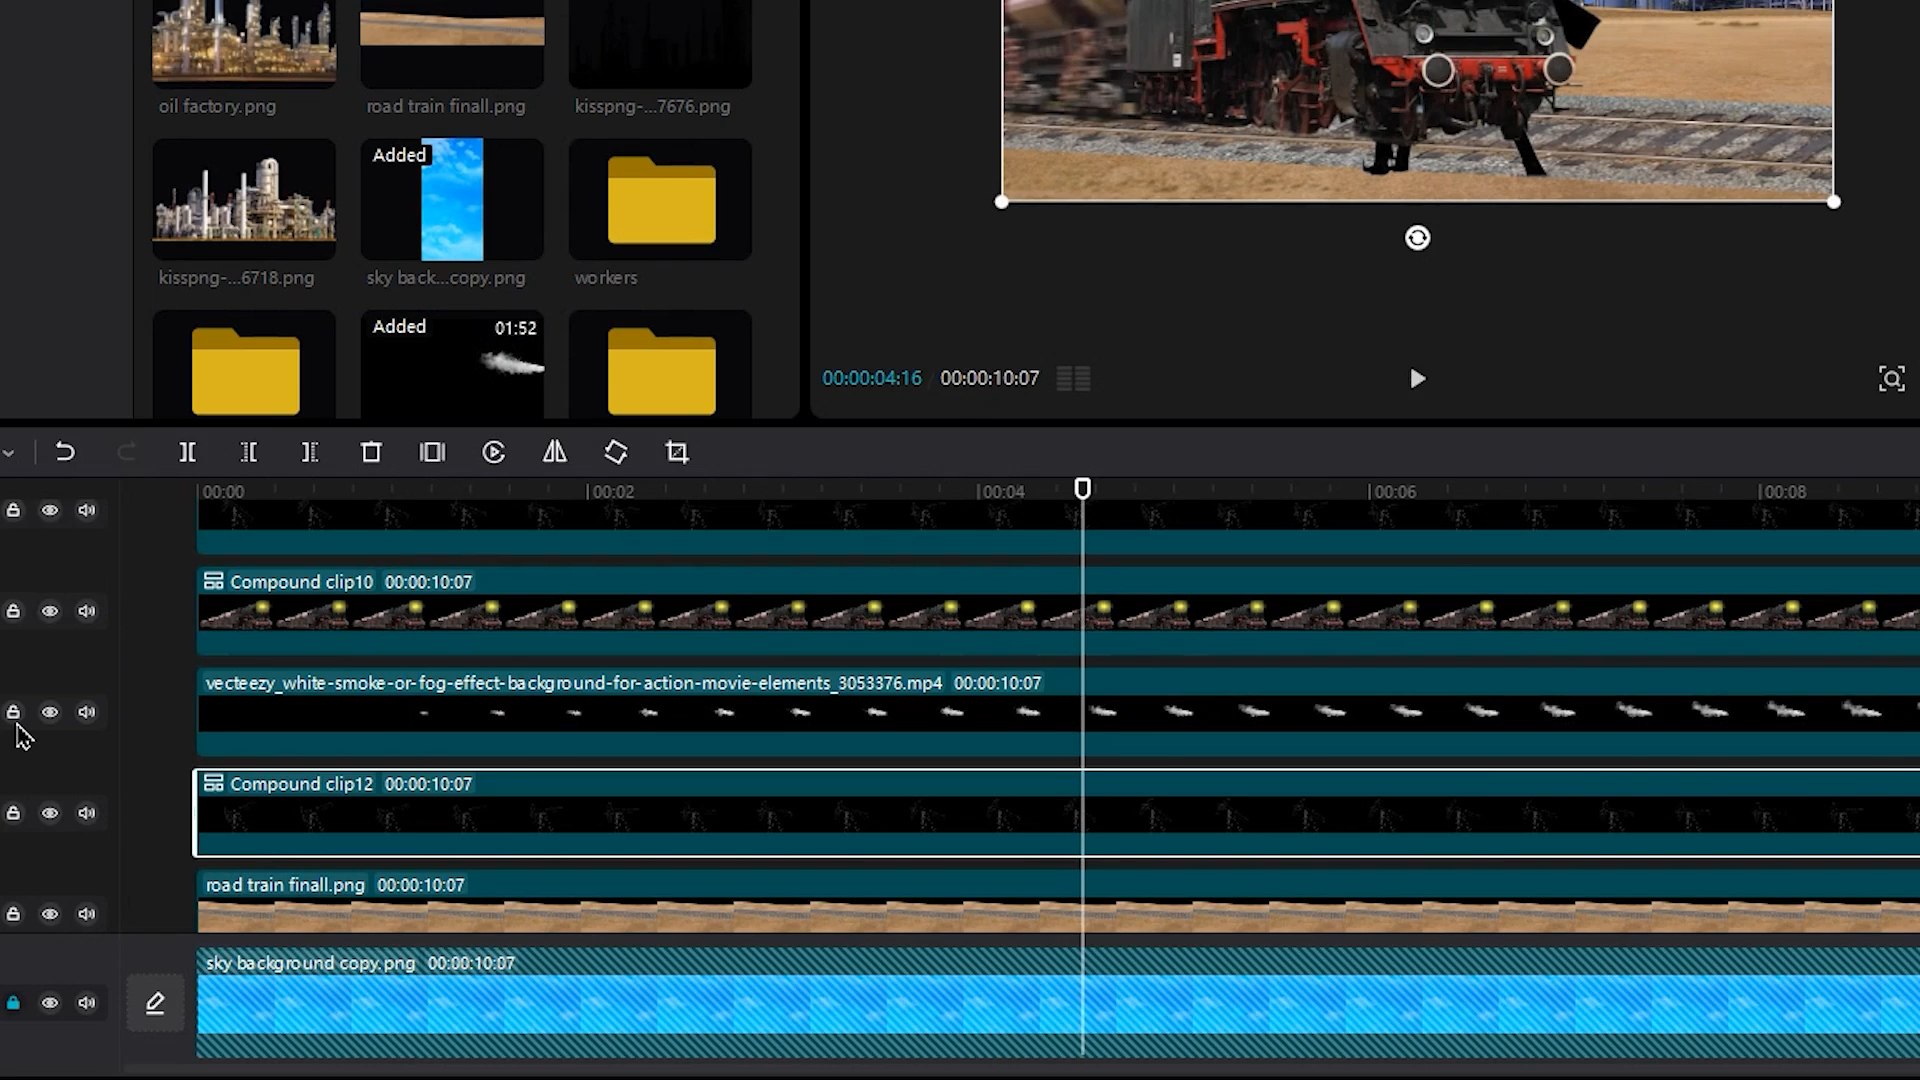 oil factory.png
road train finall.png
kisspng-...7676.png
Added
kisspng-...6718.png
sky back...copy.png
workers
Added
01:52
00:00:04:16 / 00:00:10:07
00:00
00:02
00:04
00:06
00:08
Compound clip10 00:00:10:07
vecteezy_white-smoke-or-fog-effect-background-for-action-movie-elements_3053376.mp4 00:00:10:07
Compound clip12 00:00:10:07
road train finall.png 00:00:10:07
sky background copy.png 00:00:10:07